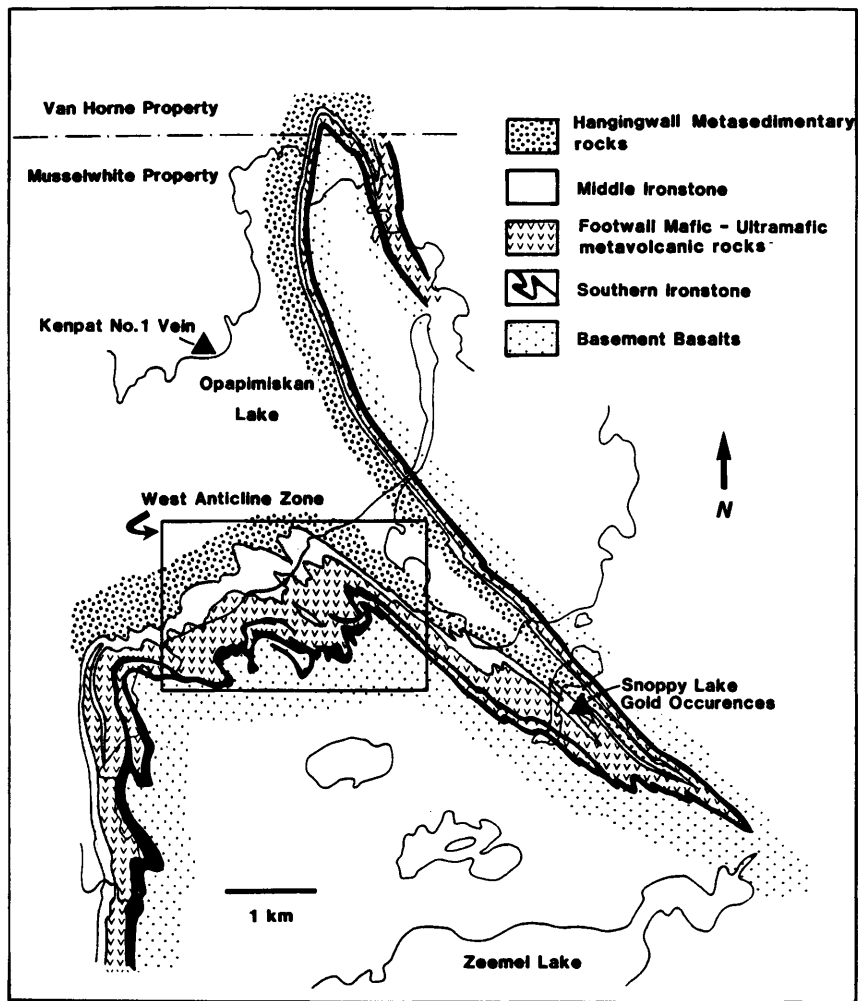 Van Horne Property
Musselwhite Property
Hangingwall Metasedimentary
rocks
Middle Ironstone
Footwall Mafic - Ultramafic
metavolcanic rocks
Southern Ironstone
Basement Basalts
Kenpat No.1 Vein
Opapimiskan
Lake
N
West Anticline Zone
Snoppy Lake
Gold Occurences
1 km
Zeemel Lake